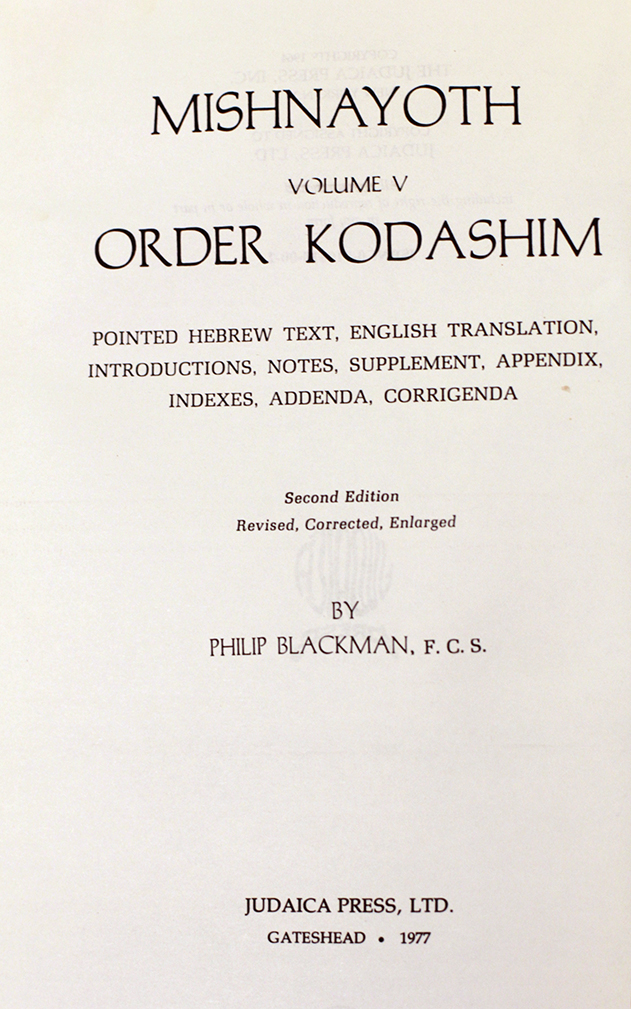 MISHNAYOTH
VOLUME V
ORDER KODASHIM
POINTED HEBREW TEXT, ENGLISH TRANSLATION,
INTRODUCTIONS, NOTES, SUPPLEMENT, APPENDIX,
INDEXES, ADDENDA, CORRIGENDA
Second Edition
Revised, Corrected, Enlarged
BY
PHILIP BLACKMAN, F. C. S.
JUDAICA PRESS, LTD.
GATESHEAD • 1977